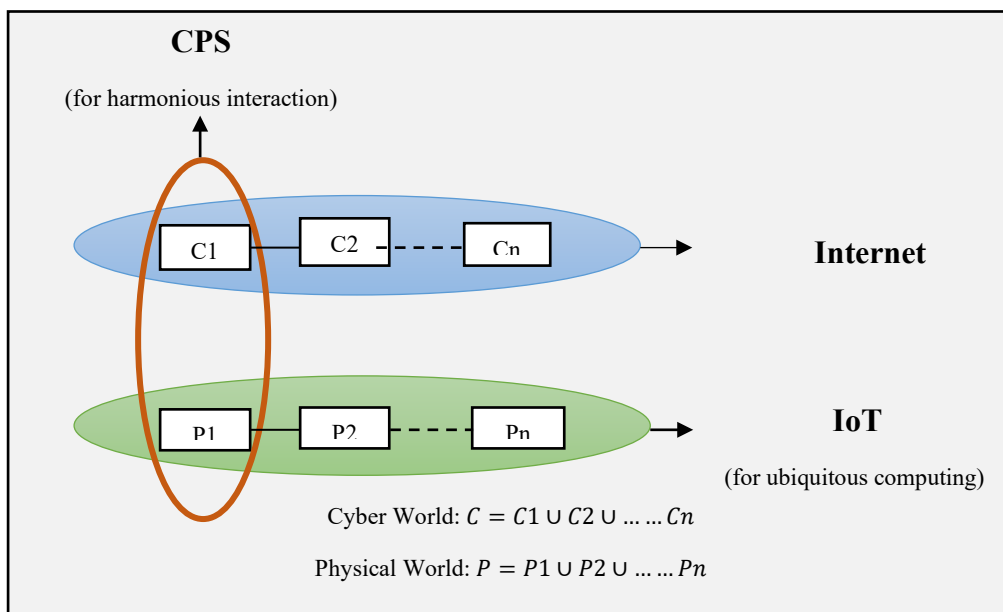 CPS
(for harmonious interaction)
C1
C2
Cn
Internet
P1
P2
Pn
IoT
(for ubiquitous computing)
Cyber World: 𝐶 = 𝐶1 ∪ 𝐶2 ∪ … … 𝐶𝑛
Physical World: 𝑃 = 𝑃1 ∪ 𝑃2 ∪ … … 𝑃𝑛